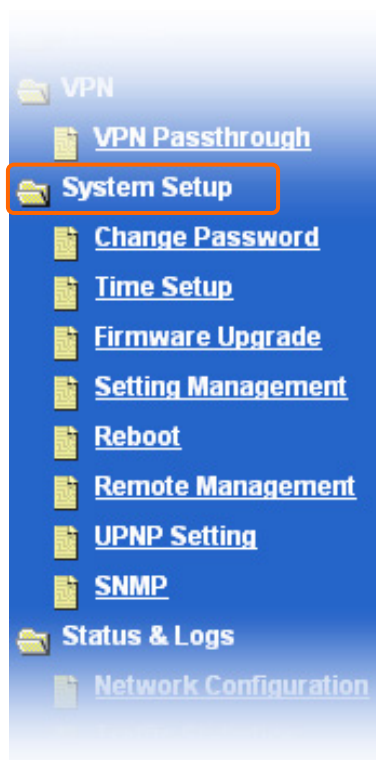 VPN
VPN Passthrough
System Setup
Change Password
Time Setup
Firmware Upgrade
Setting Management
Reboot
Remote Management
UPNP Setting
SNMP
Status & Logs
Network Configuration